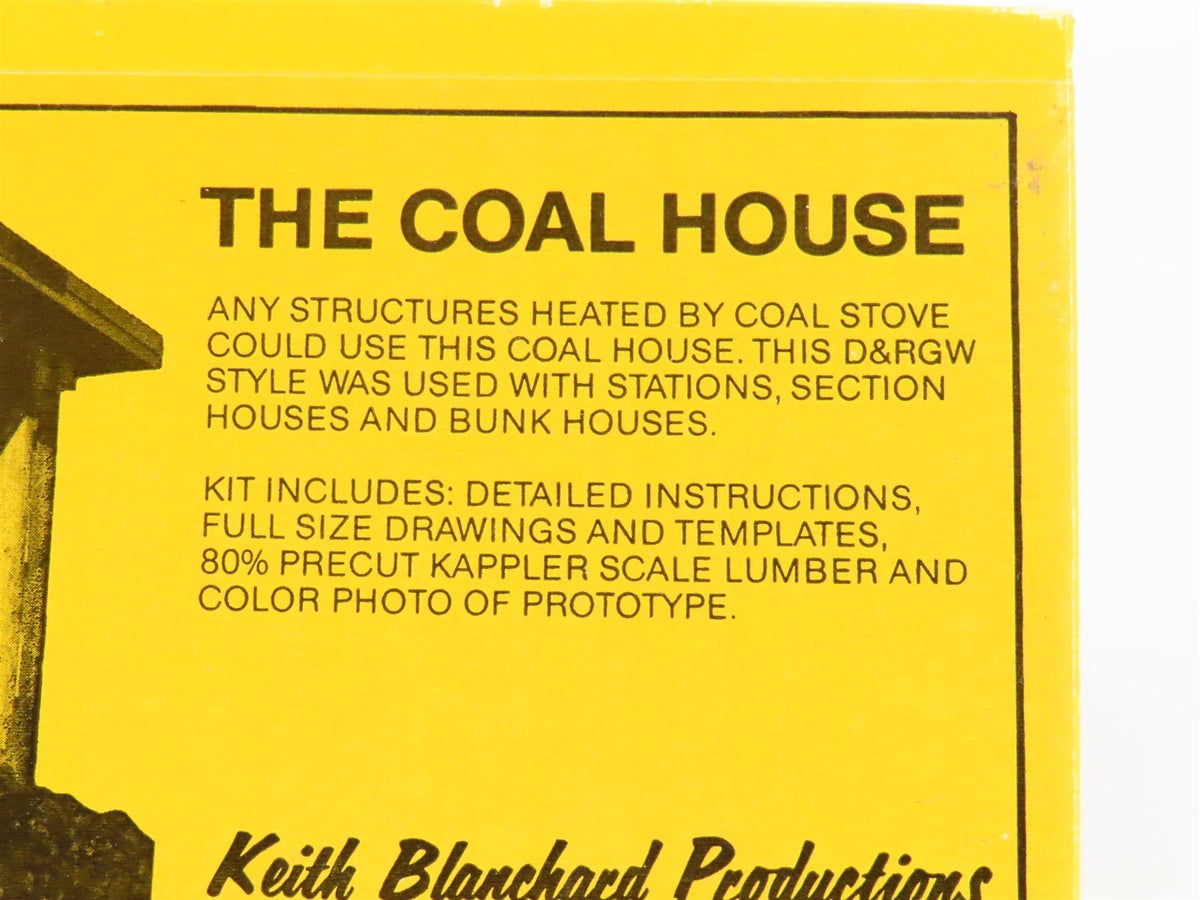 THE COAL HOUSE
ANY STRUCTURES HEATED BY COAL STOVE
COULD USE THIS COAL HOUSE. THIS D&RGW
STYLE WAS USED WITH STATIONS, SECTION
HOUSES AND BUNK HOUSES.
KIT INCLUDES: DETAILED INSTRUCTIONS,
FULL SIZE DRAWINGS AND TEMPLATES,
80% PRECUT KAPPLER SCALE LUMBER AND
COLOR PHOTO OF PROTOTYPE.
Keith Blanchard Productions